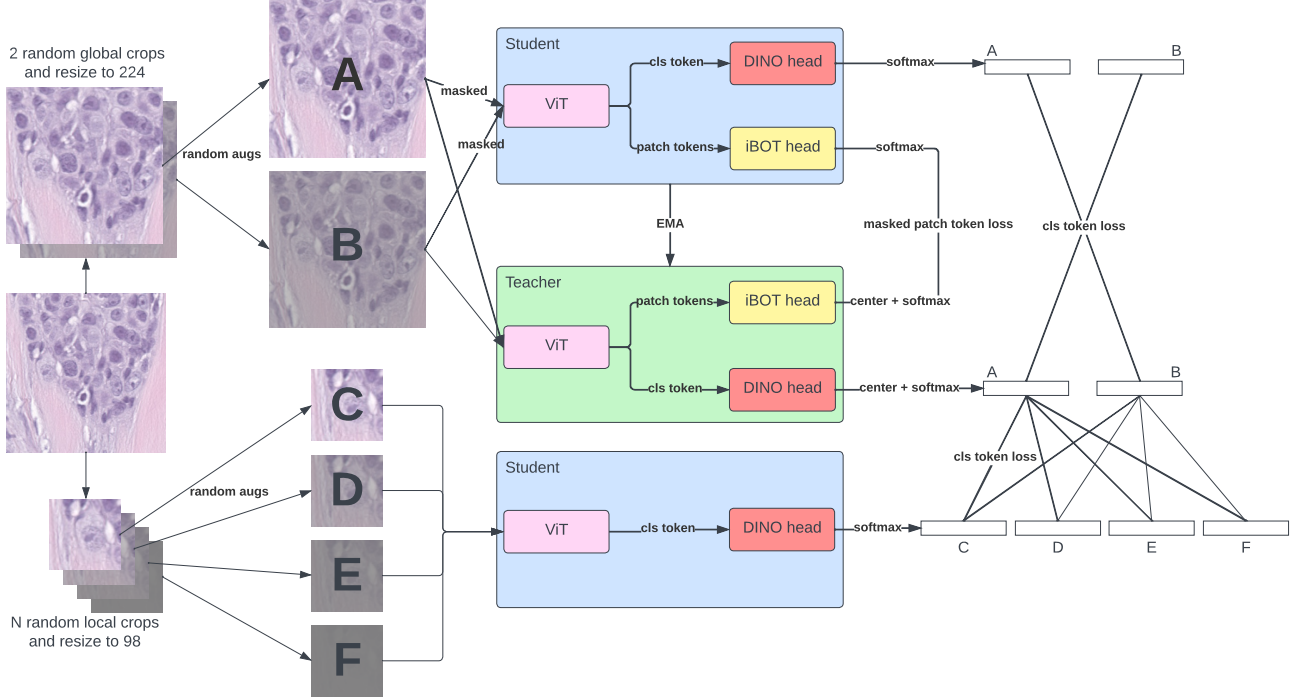 2 random global crops
and resize to 224
random augs
A
B
masked
masked
Student
ViT
cls token
DINO head
patch tokens
iBOT head
softmax
softmax
A
B
EMA
masked patch token loss
cls token loss
Teacher
ViT
patch tokens
iBOT head
center + softmax
cls token
DINO head
center + softmax
A
B
N random local crops
and resize to 98
random augs
C
D
E
F
Student
ViT
cls token
DINO head
softmax
cls token loss
C
D
E
F